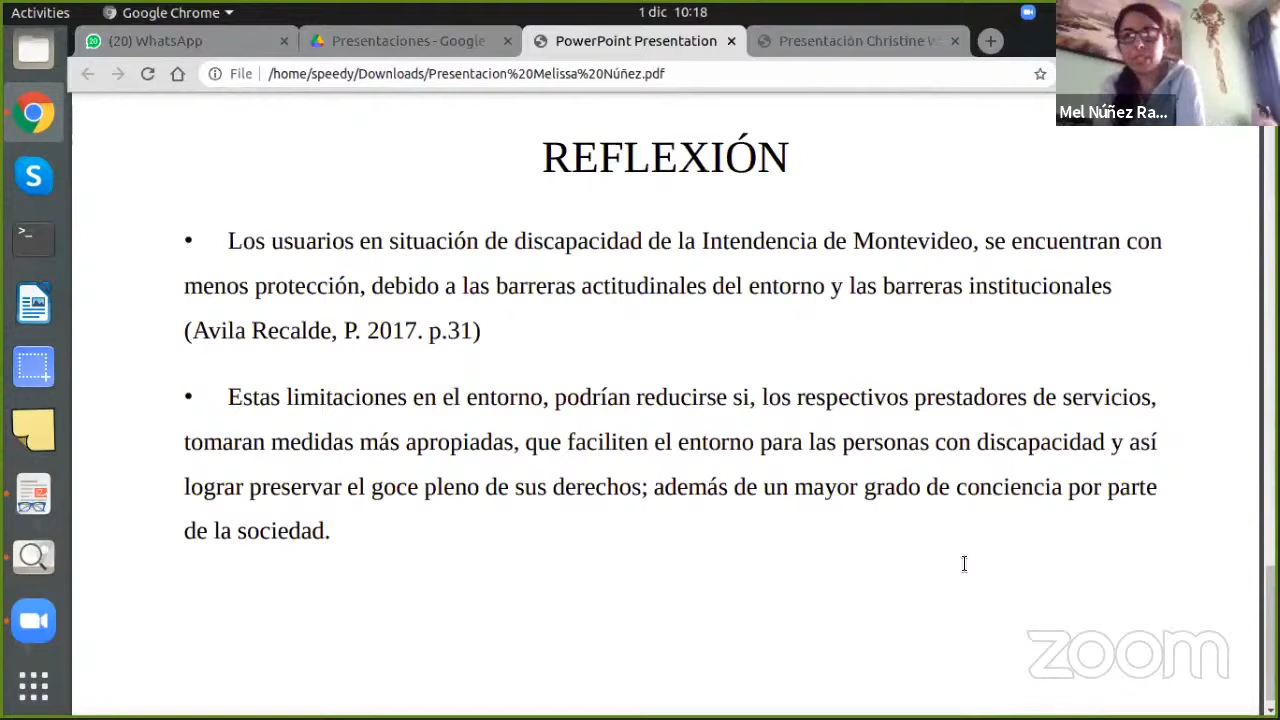 Activities
Google Chrome
1 dic 10:18
(20) WhatsApp
Presentaciones - Google
PowerPoint Presentation
Presentación Christine W
File
/home/speedy/Downloads/Presentacion%20Melissa%20Núñez.pdf
Mel Núñez Ra...
REFLEXIÓN
• Los usuarios en situación de discapacidad de la Intendencia de Montevideo, se encuentran con
menos protección, debido a las barreras actitudinales del entorno y las barreras institucionales
(Avila Recalde, P. 2017. p.31)
• Estas limitaciones en el entorno, podrían reducirse si, los respectivos prestadores de servicios,
tomaran medidas más apropiadas, que faciliten el entorno para las personas con discapacidad y así
lograr preservar el goce pleno de sus derechos; además de un mayor grado de conciencia por parte
de la sociedad.
zoom